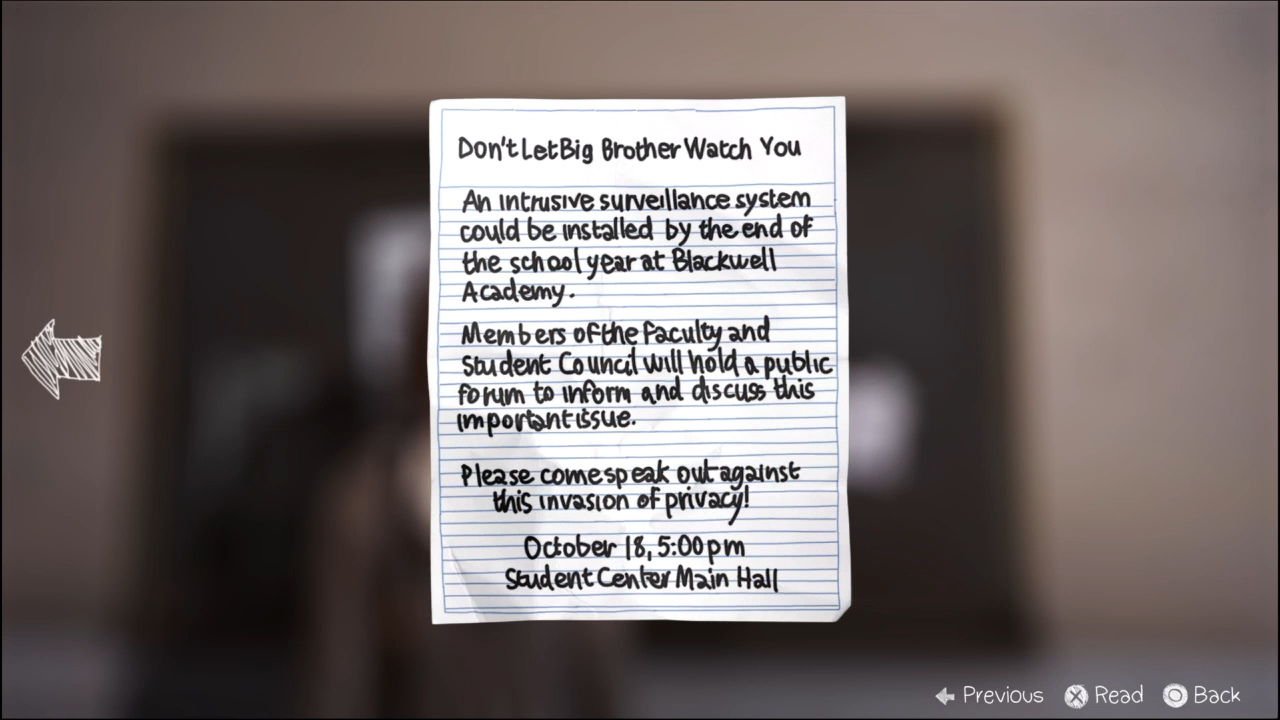 Don't Let Big Brother Watch You
An intrusive surveillance system
could be installed by the end of
the school year at Blackwell
Academy.
Members of the faculty and
Student Council will hold a public
forum to inform and discuss this
important issue.
Please come speak out against
this invasion of privacy!
October 18, 5:00pm
Student Center Main Hall
Previous Read Back